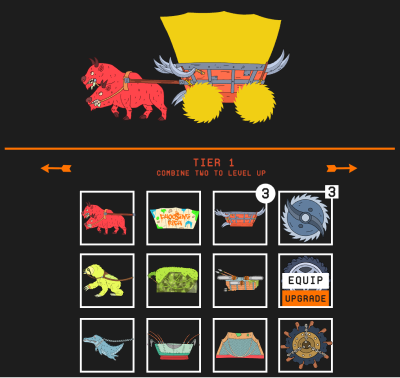 TIER 1
COMBINE TWO TO LEVEL UP
3
3
EQUIP
UPGRADE